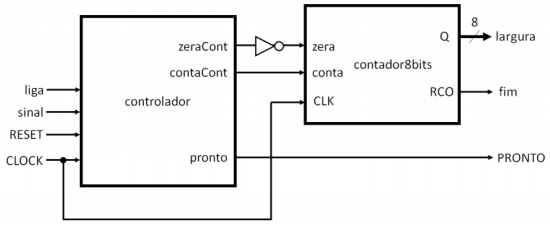 8
zeraCont
zera
Q
largura
contaCont
conta
contador8bits
liga
controlador
CLK
RCO
fim
sinal
RESET
CLOCK
pronto
PRONTO